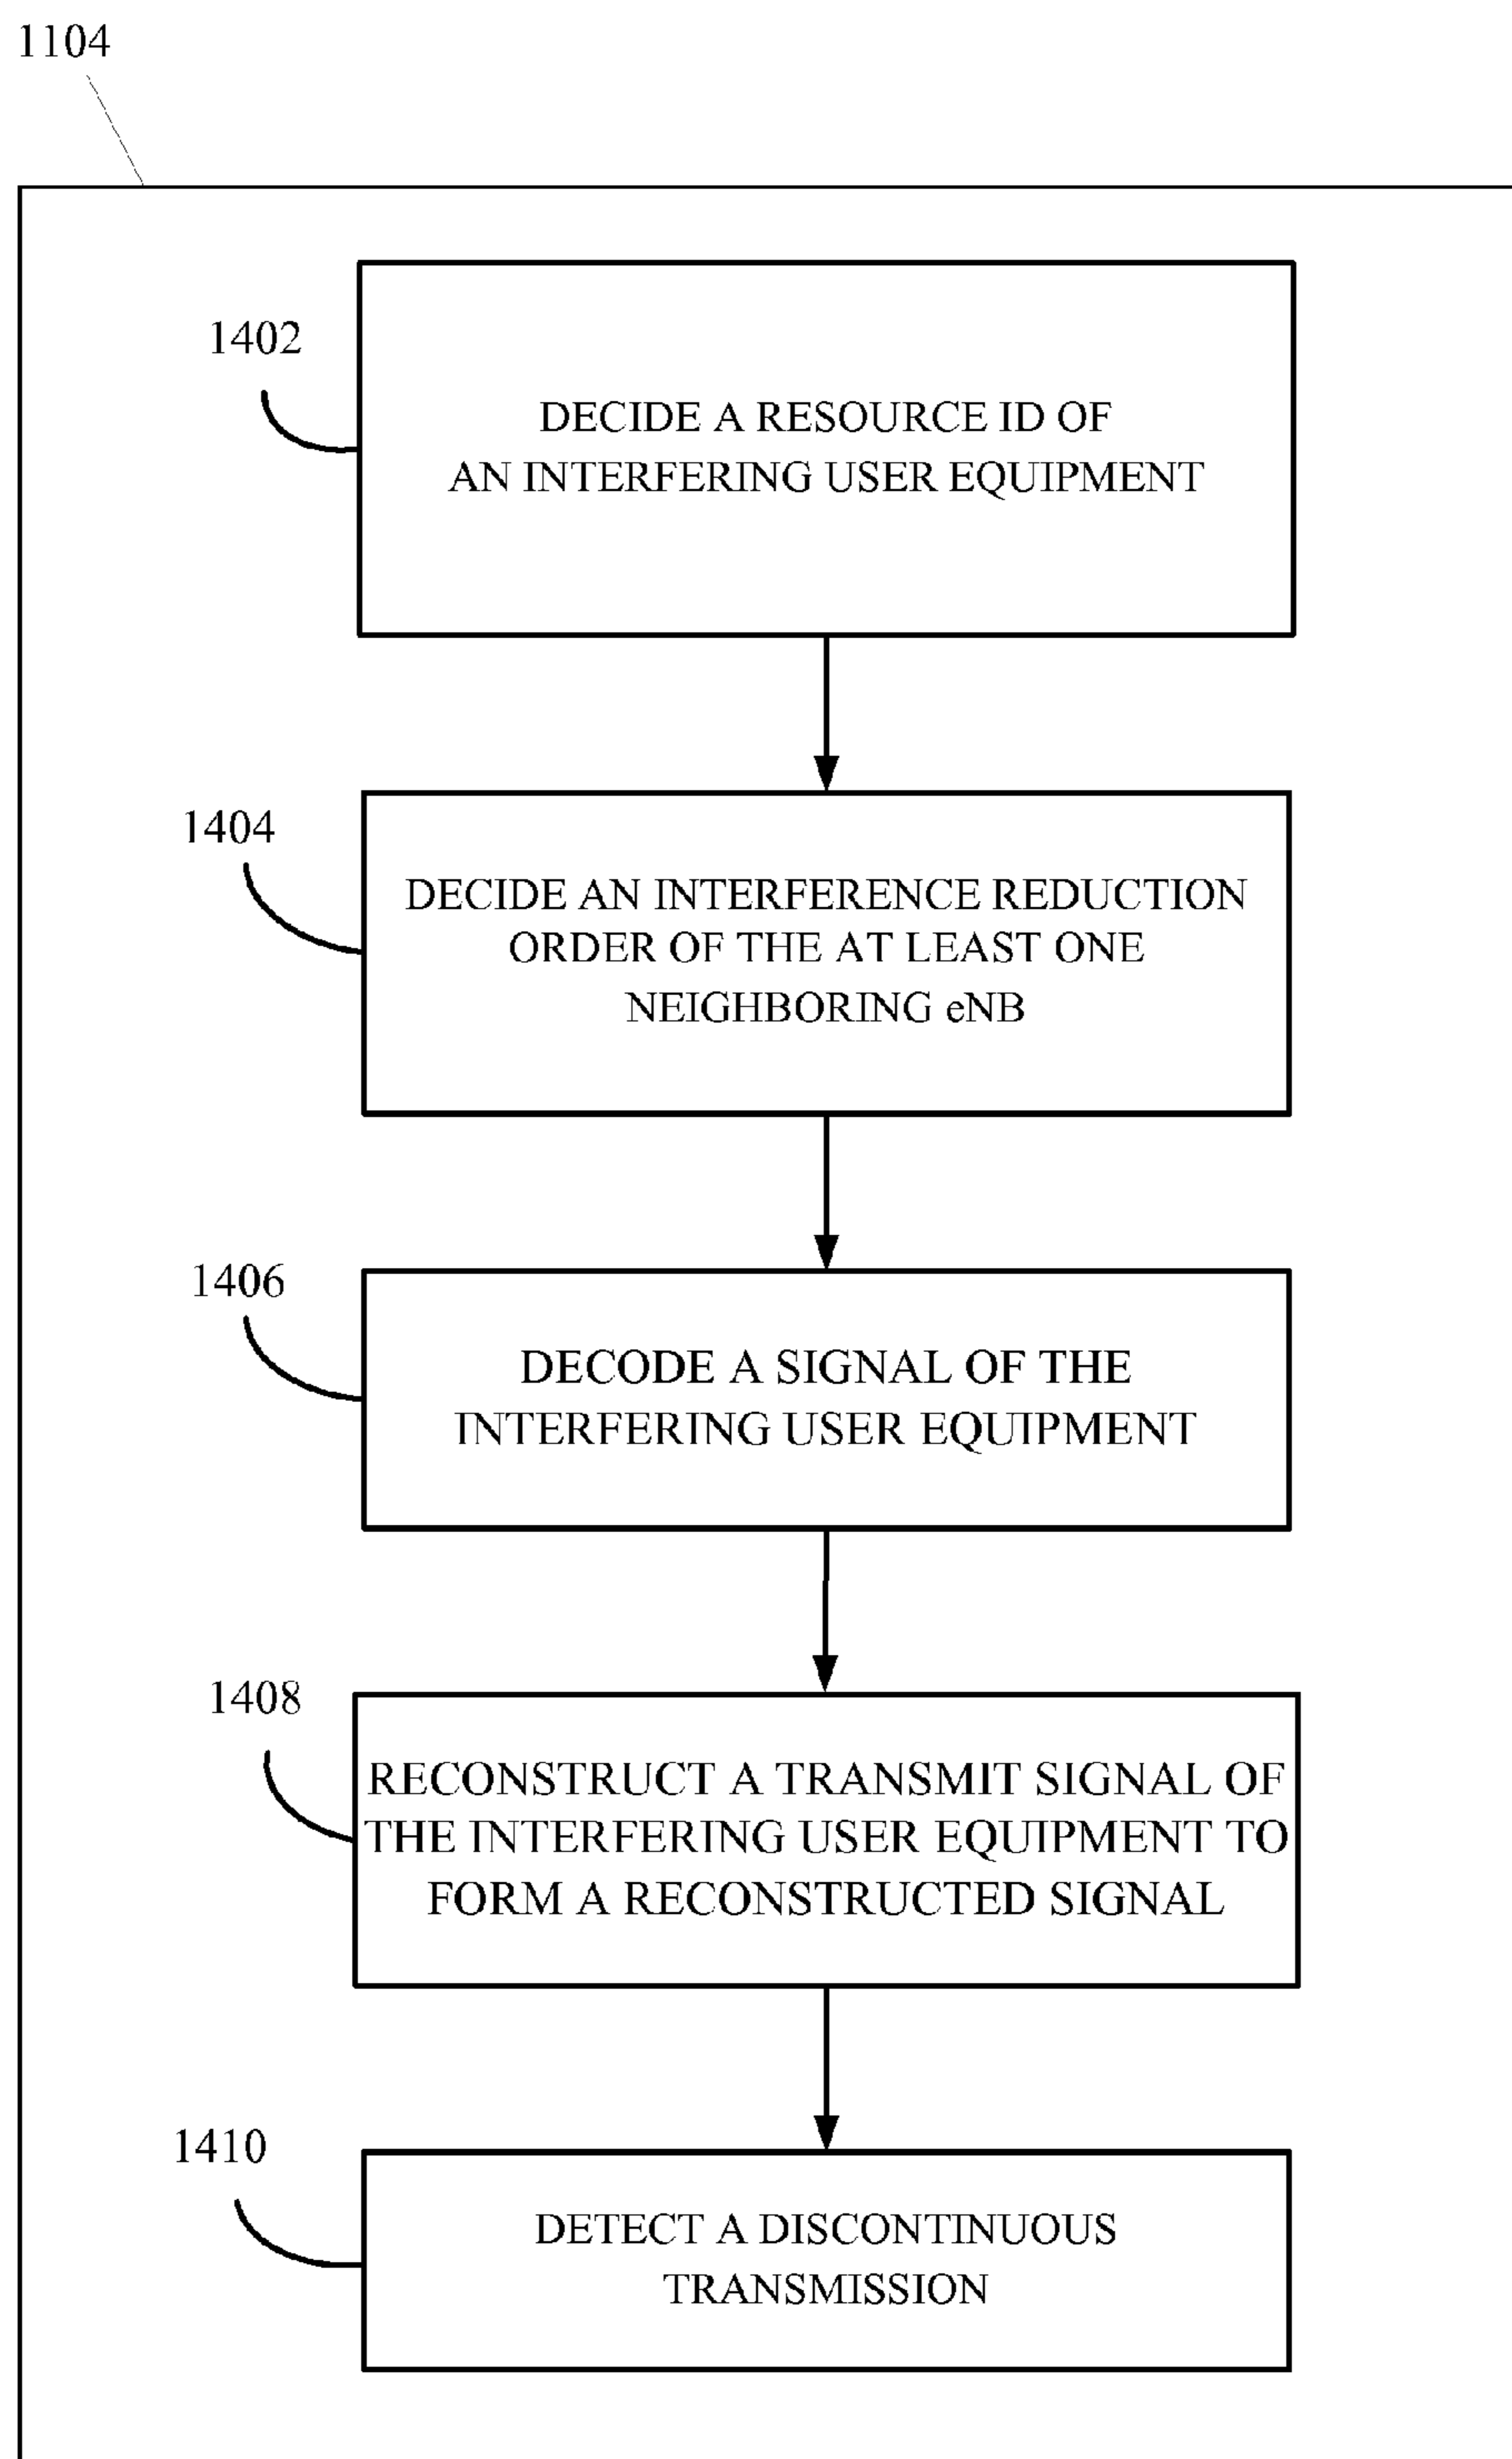 1104
1402
DECIDE A RESOURCE ID OF
AN INTERFERING USER EQUIPMENT
1404
DECIDE AN INTERFERENCE REDUCTION
ORDER OF THE AT LEAST ONE
NEIGHBORING eNB
1406
DECODE A SIGNAL OF THE
INTERFERING USER EQUIPMENT
1408
RECONSTRUCT A TRANSMIT SIGNAL OF
THE INTERFERING USER EQUIPMENT TO
FORM A RECONSTRUCTED SIGNAL
1410
DETECT A DISCONTINUOUS
TRANSMISSION